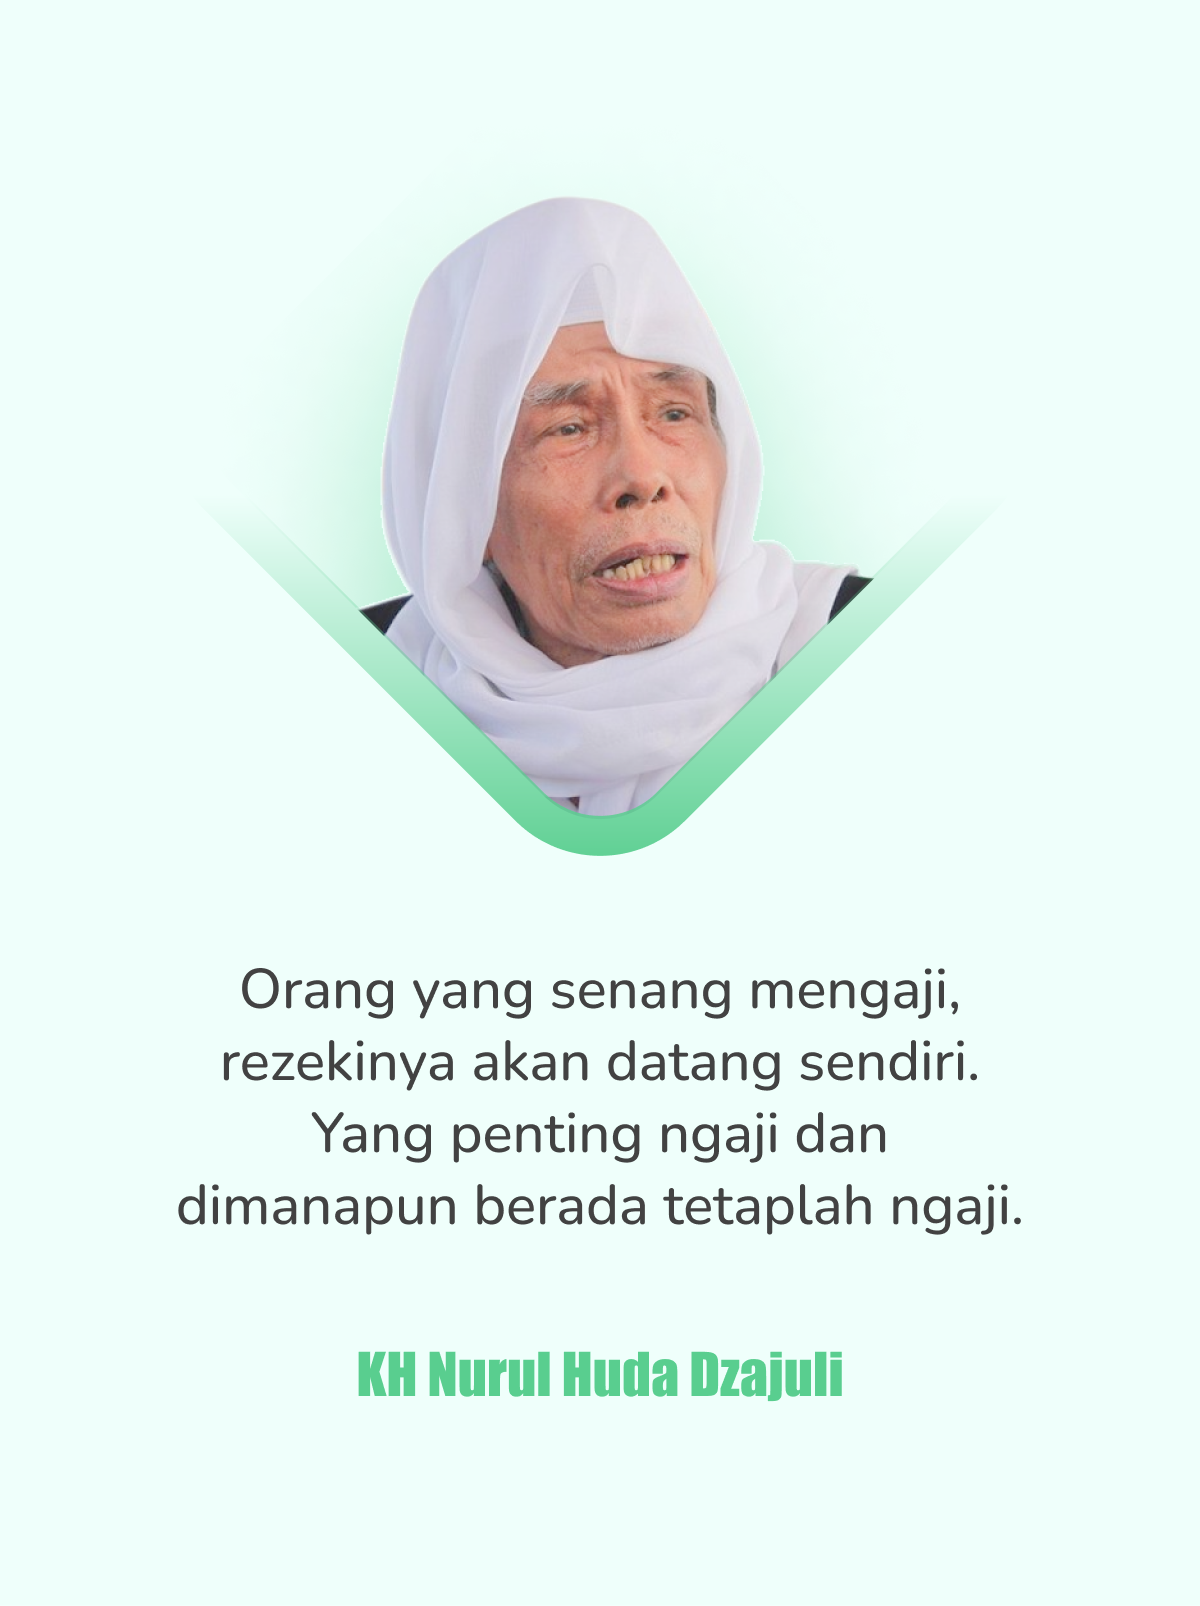 Orang yang senang mengaji,
rezekinya akan datang sendiri.
Yang penting ngaji dan
dimanapun berada tetaplah ngaji.
KH Nurul Huda Dzajuli